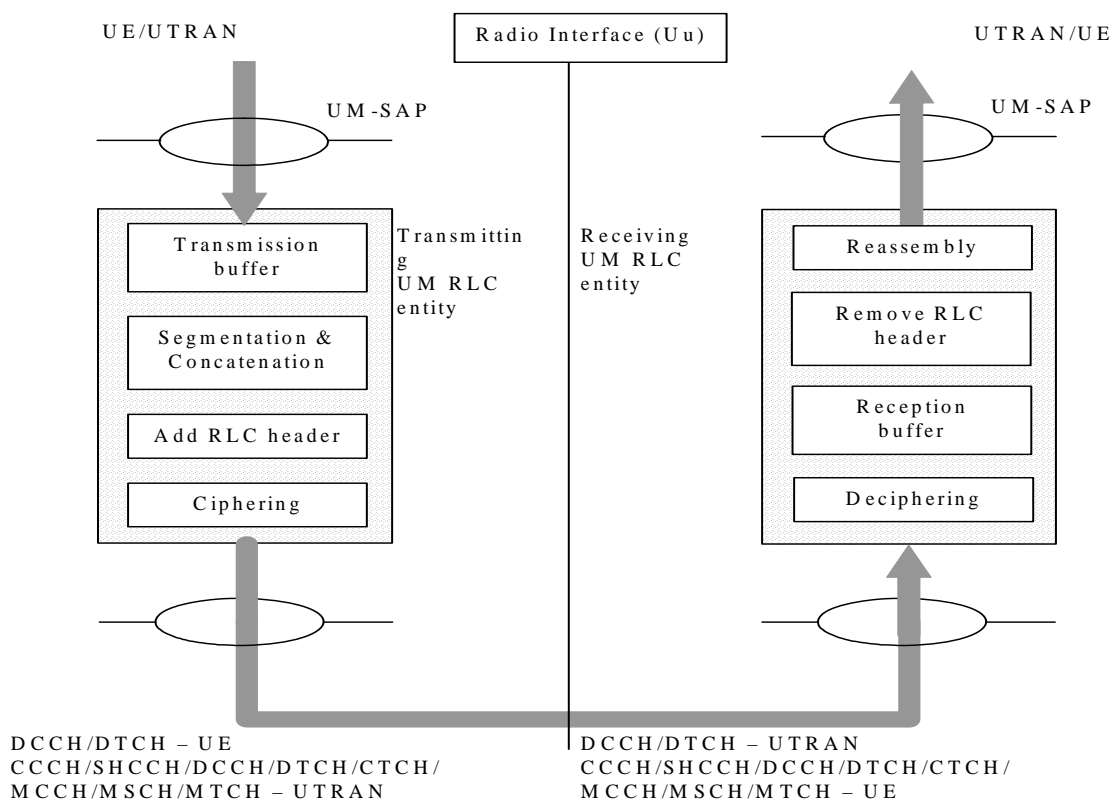 UE/UTRAN
Radio Interface (Uu)
UTRAN/UE
UM-SAP
UM-SAP
Transmission
buffer
Segmentation &
Concatenation
Add RLC header
Ciphering
Transmittin
g
UM RLC
entity
Receiving
UM RLC
entity
Reassembly
Remove RLC
header
Reception
buffer
Deciphering
DCCH/DTCH – UE
CCCH/SHCCH/DCCH/DTCH/CTCH/
MCCH/MSCH/MTCH – UTRAN
DCCH/DTCH – UTRAN
CCCH/SHCCH/DCCH/DTCH/CTCH/
MCCH/MSCH/MTCH – UE